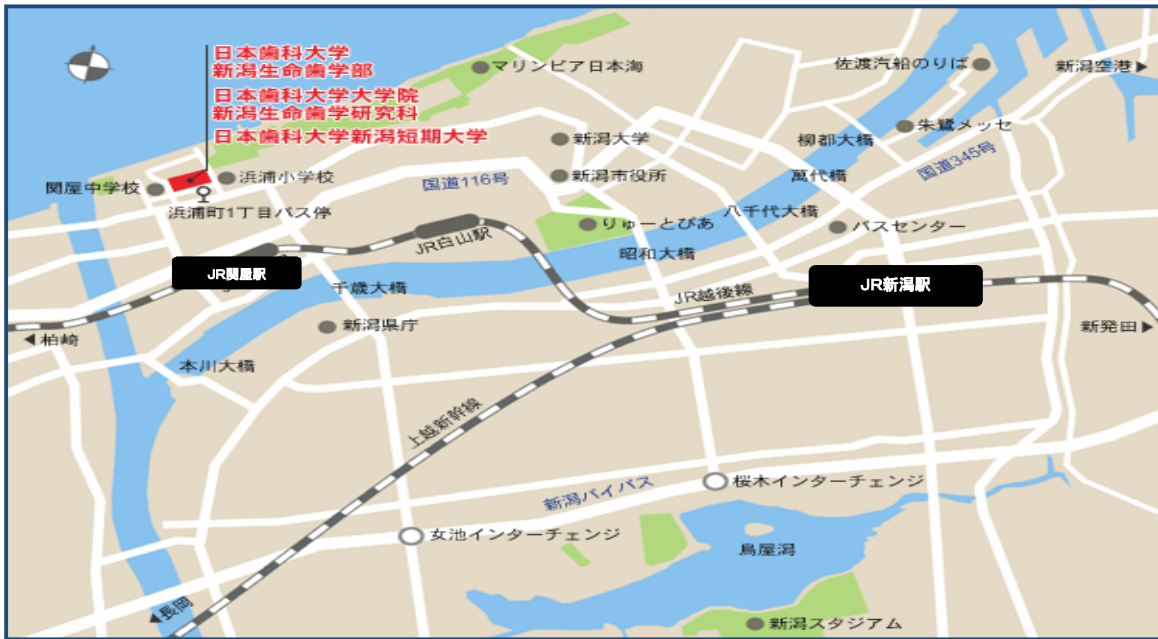 日本歯科大学
新潟生命歯学部
日本歯科大学大学院
新潟生命歯学研究科
日本歯科大学新潟短期大学
マリンピア日本海
佐渡汽船のりば
新潟空港▶
朱鷺メッセ
柳都大橋
国道345号
新潟大学
萬代橋
新潟市役所
国道116号
関屋中学校
浜浦小学校
浜浦町1丁目バス停
八千代大橋
りゅーとぴあ
バスセンター
昭和大橋
JR白山駅
JR関屋駅
千歳大橋
JR越後線
JR新潟駅
新潟県庁
新発田▶
◀柏崎
本川大橋
上越新幹線
新潟バイパス
桜木インターチェンジ
女池インターチェンジ
鳥屋潟
▲長岡
新潟スタジアム